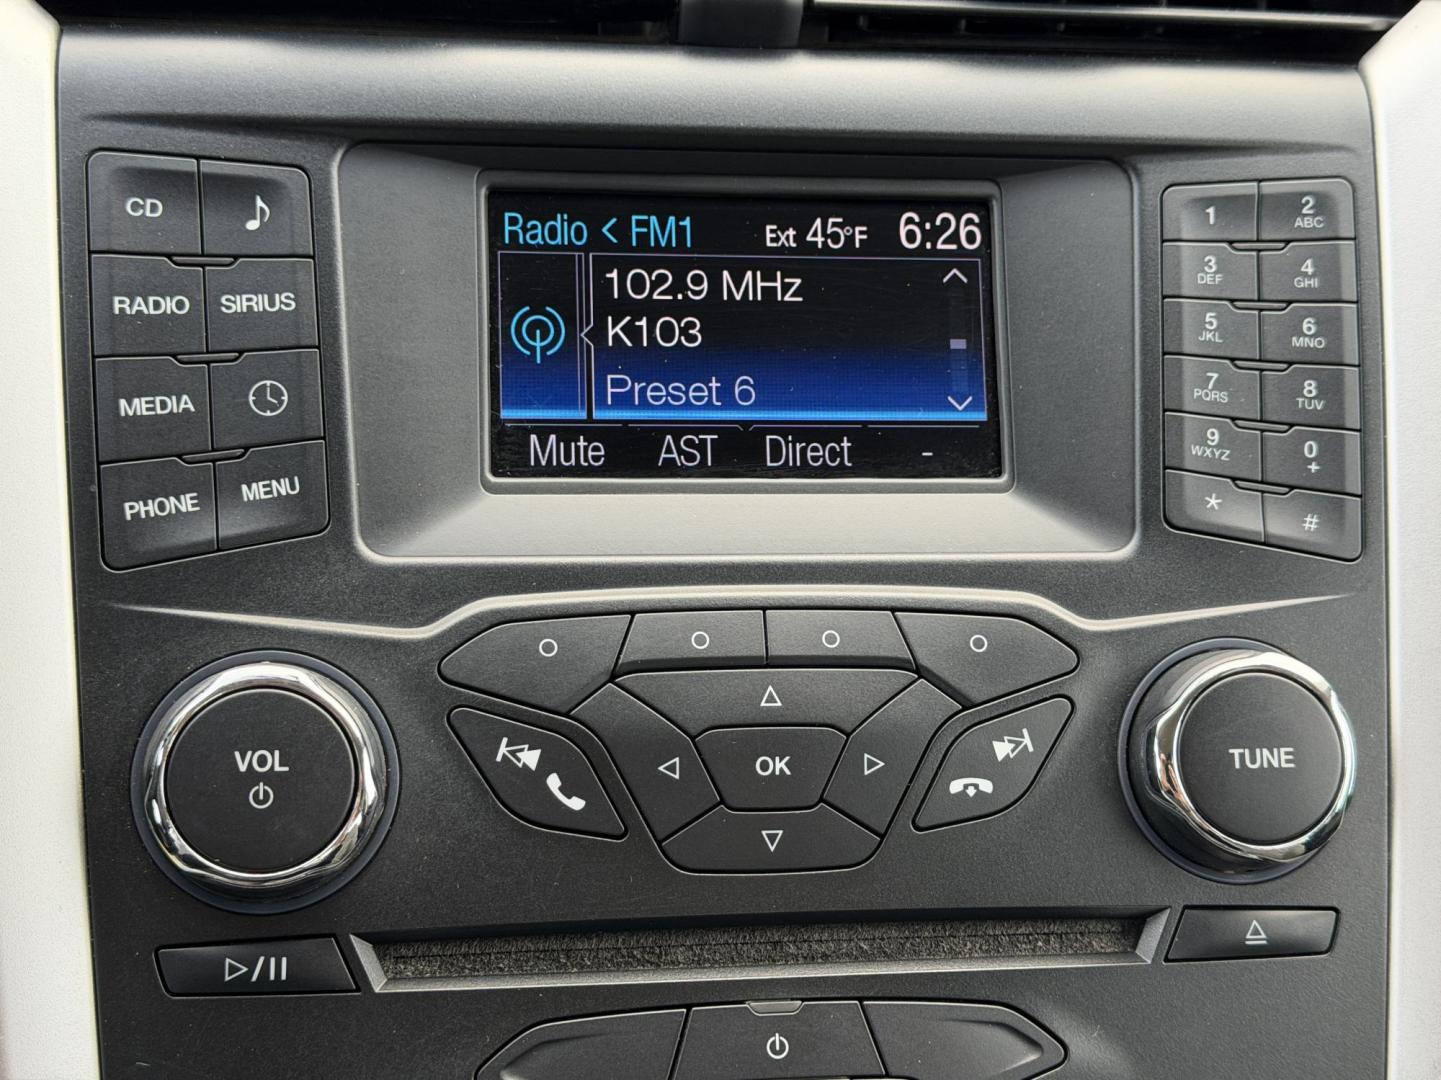 CD
RADIO SIRIUS
MEDIA
PHONE MENU
Radio < FM1 Ext 45°F 6:26
102.9 MHz
K103
Preset 6
Mute AST Direct -
1 2 ABC
3 DEF 4 GHI
5 JKL 6 MNO
7 PQRS 8 TUV
9 WXYZ 0 +
* #
VOL
OK
TUNE